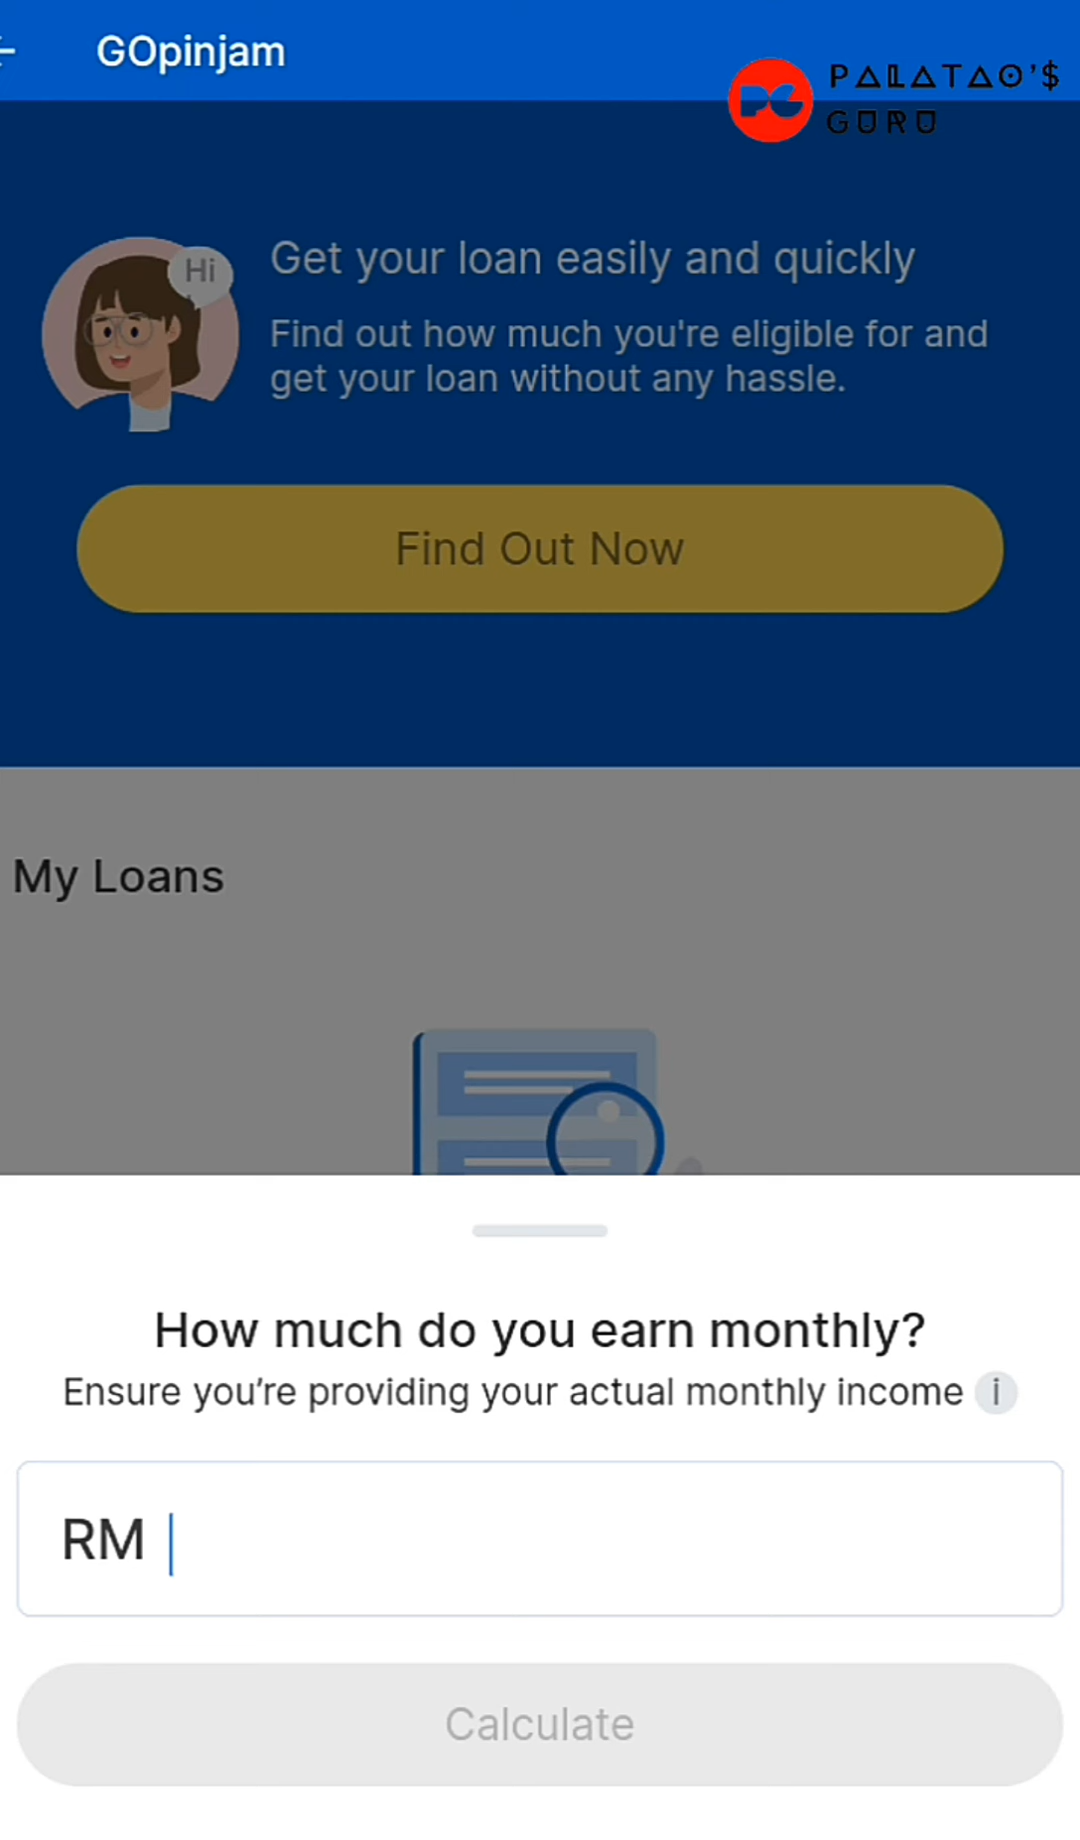 GOpinjam
PALATAO'$
GURU
Hi
Get your loan easily and quickly
Find out how much you're eligible for and
get your loan without any hassle.
Find Out Now
My Loans
How much do you earn monthly?
Ensure you’re providing your actual monthly income i
RM
Calculate